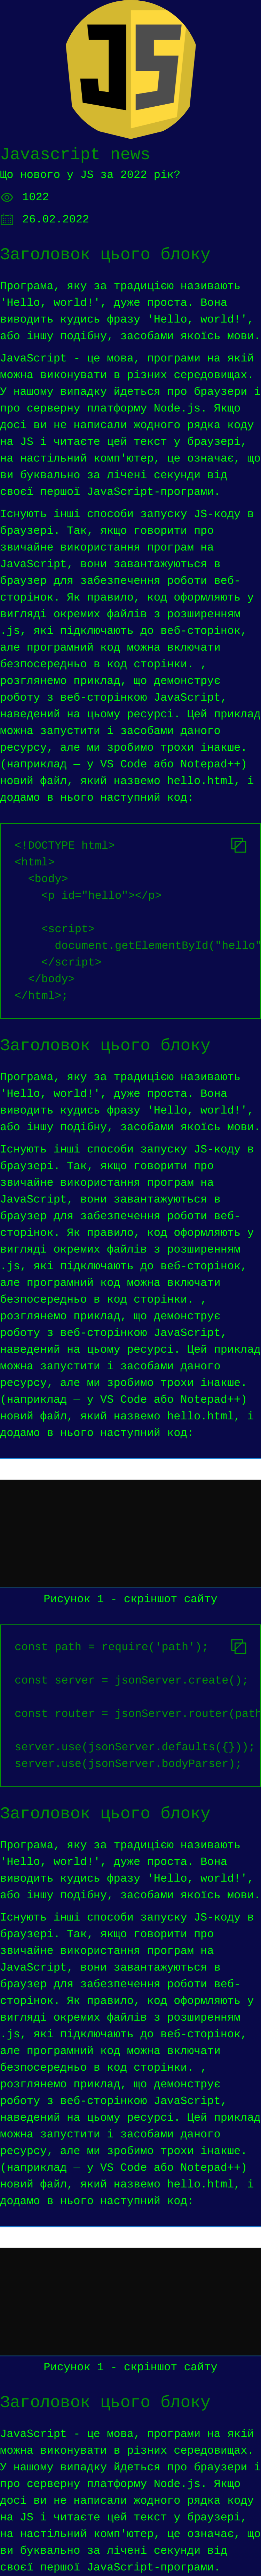 JS
Javascript news
Що нового у JS за 2022 рік?
1022
26.02.2022
Заголовок цього блоку
Програма, яку за традицією називають
'Hello, world!', дуже проста. Вона
виводить кудись фразу 'Hello, world!',
або іншу подібну, засобами якоїсь мови.
JavaScript - це мова, програми на якій
можна виконувати в різних середовищах.
У нашому випадку йдеться про браузери і
про серверну платформу Node.js. Якщо
досі ви не написали жодного рядка коду
на JS і читаєте цей текст у браузері,
на настільний комп'ютер, це означає, що
ви буквально за лічені секунди від
своєї першої JavaScript-програми.
Існують інші способи запуску JS-коду в
браузері. Так, якщо говорити про
звичайне використання програм на
JavaScript, вони завантажуються в
браузер для забезпечення роботи веб-
сторінок. Як правило, код оформляють у
вигляді окремих файлів з розширенням
.js, які підключають до веб-сторінок,
але програмний код можна включати
безпосередньо в код сторінки. ,
розглянемо приклад, що демонструє
роботу з веб-сторінкою JavaScript,
наведений на цьому ресурсі. Цей приклад
можна запустити і засобами даного
ресурсу, але ми зробимо трохи інакше.
(наприклад — у VS Code або Notepad++)
новий файл, який назвемо hello.html, і
додамо в нього наступний код:
<!DOCTYPE html>
<html>
<body>
<p id="hello"></p>
<script>
document.getElementById("hello"
</script>
</body>
</html>;
Заголовок цього блоку
Програма, яку за традицією називають
'Hello, world!', дуже проста. Вона
виводить кудись фразу 'Hello, world!',
або іншу подібну, засобами якоїсь мови.
Існують інші способи запуску JS-коду в
браузері. Так, якщо говорити про
звичайне використання програм на
JavaScript, вони завантажуються в
браузер для забезпечення роботи веб-
сторінок. Як правило, код оформляють у
вигляді окремих файлів з розширенням
.js, які підключають до веб-сторінок,
але програмний код можна включати
безпосередньо в код сторінки. ,
розглянемо приклад, що демонструє
роботу з веб-сторінкою JavaScript,
наведений на цьому ресурсі. Цей приклад
можна запустити і засобами даного
ресурсу, але ми зробимо трохи інакше.
(наприклад — у VS Code або Notepad++)
новий файл, який назвемо hello.html, і
додамо в нього наступний код:
Рисунок 1 - скріншот сайту
const path = require('path');
const server = jsonServer.create();
const router = jsonServer.router(path
server.use(jsonServer.defaults({}));
server.use(jsonServer.bodyParser);
Заголовок цього блоку
Програма, яку за традицією називають
'Hello, world!', дуже проста. Вона
виводить кудись фразу 'Hello, world!',
або іншу подібну, засобами якоїсь мови.
Існують інші способи запуску JS-коду в
браузері. Так, якщо говорити про
звичайне використання програм на
JavaScript, вони завантажуються в
браузер для забезпечення роботи веб-
сторінок. Як правило, код оформляють у
вигляді окремих файлів з розширенням
.js, які підключають до веб-сторінок,
але програмний код можна включати
безпосередньо в код сторінки. ,
розглянемо приклад, що демонструє
роботу з веб-сторінкою JavaScript,
наведений на цьому ресурсі. Цей приклад
можна запустити і засобами даного
ресурсу, але ми зробимо трохи інакше.
(наприклад — у VS Code або Notepad++)
новий файл, який назвемо hello.html, і
додамо в нього наступний код:
Рисунок 1 - скріншот сайту
Заголовок цього блоку
JavaScript - це мова, програми на якій
можна виконувати в різних середовищах.
У нашому випадку йдеться про браузери і
про серверну платформу Node.js. Якщо
досі ви не написали жодного рядка коду
на JS і читаєте цей текст у браузері,
на настільний комп'ютер, це означає, що
ви буквально за лічені секунди від
своєї першої JavaScript-програми.